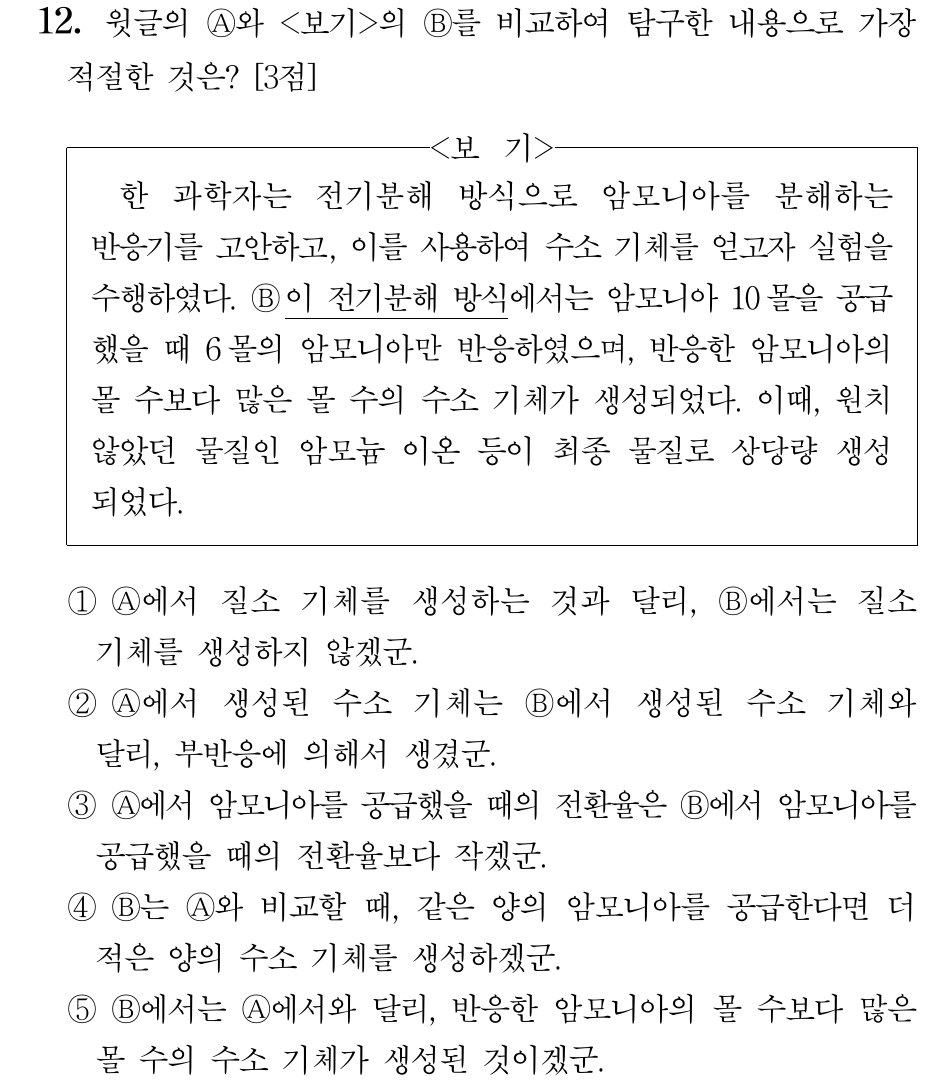 12. 윗글의 Ⓐ와 <보기>의 Ⓑ를 비교하여 탐구한 내용으로 가장
적절한 것은? [3점]
<보 기>
한 과학자는 전기분해 방식으로 암모니아를 분해하는
반응기를 고안하고, 이를 사용하여 수소 기체를 얻고자 실험을
수행하였다. Ⓑ이 전기분해 방식에서는 암모니아 10몰을 공급
했을 때 6몰의 암모니아만 반응하였으며, 반응한 암모니아의
몰 수보다 많은 몰 수의 수소 기체가 생성되었다. 이때, 원치
않았던 물질인 암모늄 이온 등이 최종 물질로 상당량 생성
되었다.
① Ⓐ에서 질소 기체를 생성하는 것과 달리, Ⓑ에서는 질소
기체를 생성하지 않겠군.
② Ⓐ에서 생성된 수소 기체는 Ⓑ에서 생성된 수소 기체와
달리, 부반응에 의해서 생겼군.
③ Ⓐ에서 암모니아를 공급했을 때의 전환율은 Ⓑ에서 암모니아를
공급했을 때의 전환율보다 작겠군.
④ Ⓑ는 Ⓐ와 비교할 때, 같은 양의 암모니아를 공급한다면 더
적은 양의 수소 기체를 생성하겠군.
⑤ Ⓑ에서는 Ⓐ에서와 달리, 반응한 암모니아의 몰 수보다 많은
몰 수의 수소 기체가 생성된 것이겠군.